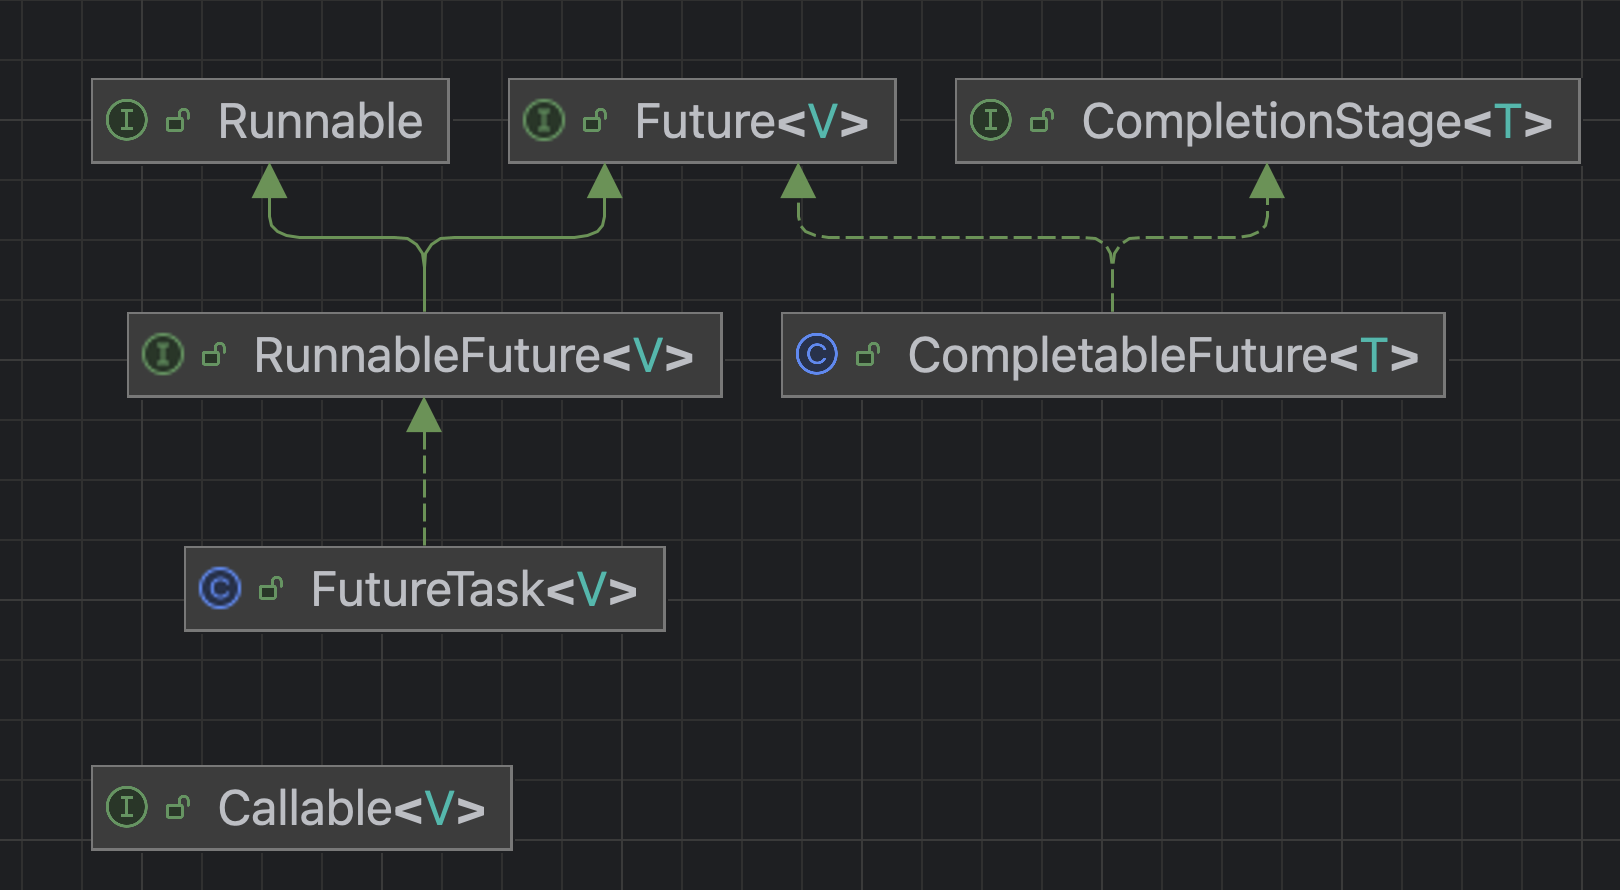 I Runnable
I Future<V>
I CompletionStage<T>
I RunnableFuture<V>
C CompletableFuture<T>
C FutureTask<V>
I Callable<V>